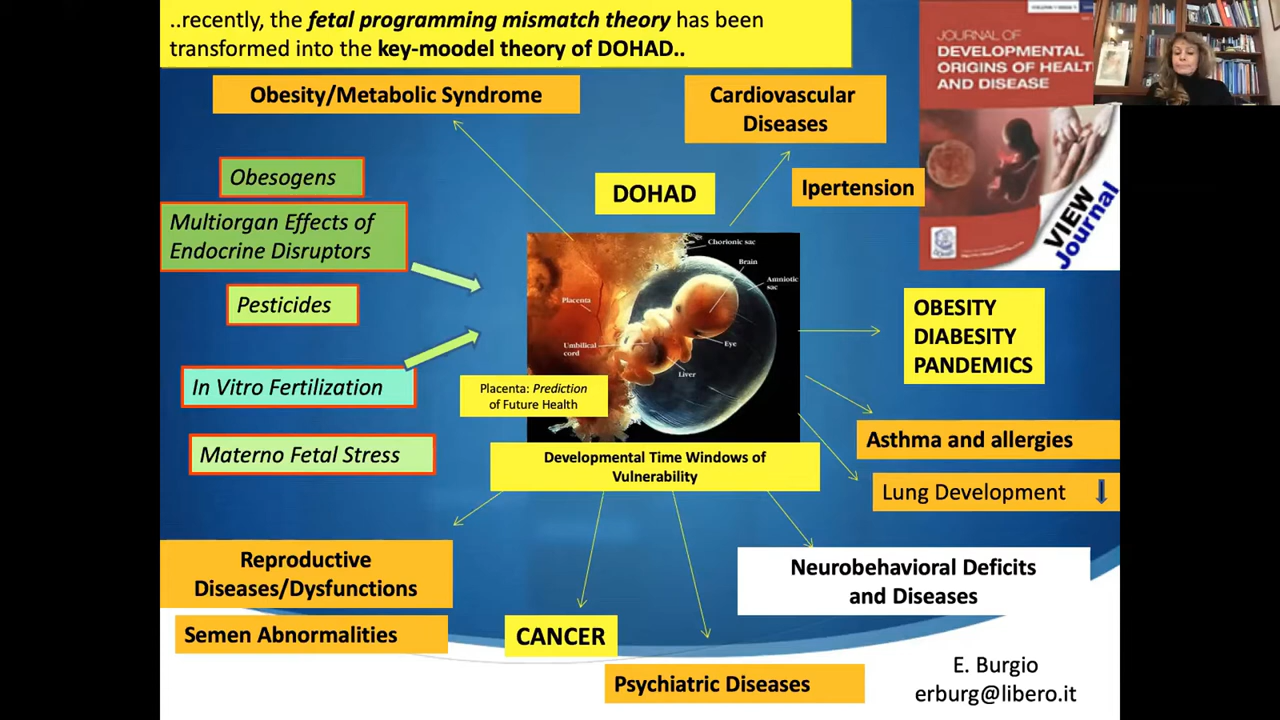 ..recently, the fetal programming mismatch theory has been
transformed into the key-moodel theory of DOHAD..
JOURNAL OF
DEVELOPMENTAL
ORIGINS OF HEALT
AND DISEASE
VIEW
Journal
Obesity/Metabolic Syndrome
Cardiovascular
Diseases
Ipertension
DOHAD
Obesogens
Multiorgan Effects of
Endocrine Disruptors
Pesticides
In Vitro Fertilization
Materno Fetal Stress
Chorionic sac
Brain
Amniotic
sac
Placenta
Umbilical
cord
Eye
Liver
Placenta: Prediction
of Future Health
Developmental Time Windows of
Vulnerability
OBESITY
DIABESITY
PANDEMICS
Asthma and allergies
Lung Development
Reproductive
Diseases/Dysfunctions
Semen Abnormalities
CANCER
Psychiatric Diseases
Neurobehavioral Deficits
and Diseases
E. Burgio
erburg@libero.it